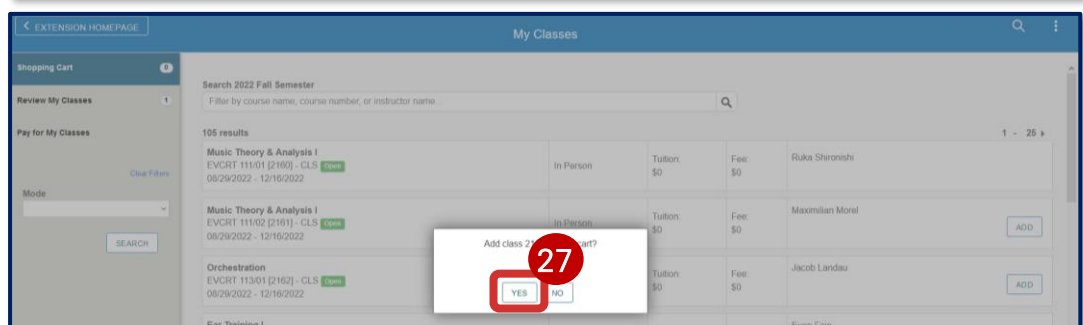 EXTENSION HOMEPAGE
My Classes
Shopping Cart 0
Review My Classes 1
Pay for My Classes
Clear Filters
Mode
SEARCH
Search 2022 Fall Semester
Filter by course name, course number, or instructor name
105 results
1 - 25
Music Theory & Analysis I
EVCRT 111/01 [2160] - CLS Open
08/29/2022 - 12/16/2022
In Person
Tuition:
$0
Fee:
$0
Ruka Shironishi
Music Theory & Analysis I
EVCRT 111/02 [2161] - CLS Open
08/29/2022 - 12/16/2022
In Person
Tuition:
$0
Fee:
$0
Maximilian Morel
ADD
Orchestration
EVCRT 113/01 [2162] - CLS Open
08/29/2022 - 12/16/2022
Tuition:
$0
Fee:
$0
Jacob Landau
ADD
Add class 21 cart?
27
YES NO
Ear Training I